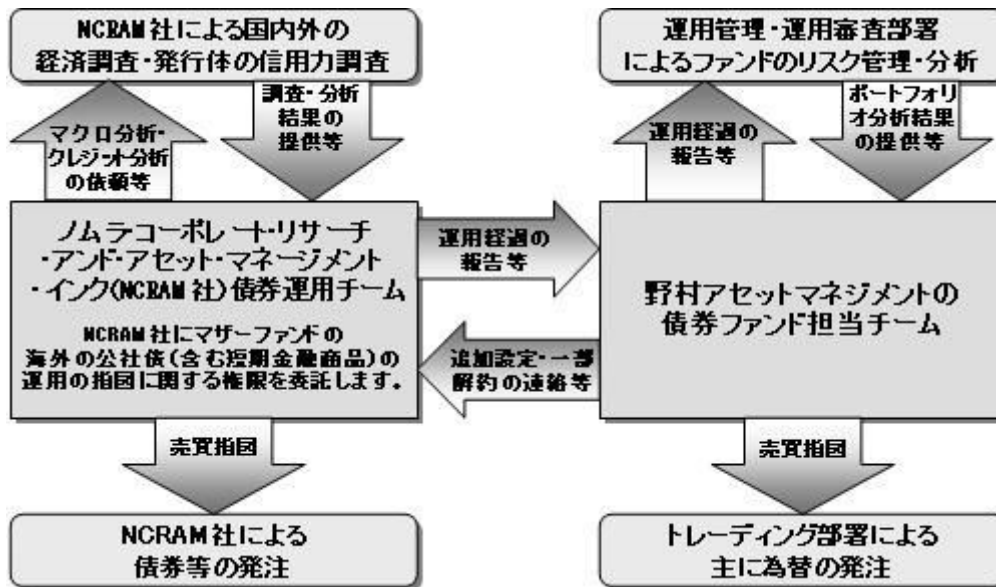 NCRAM社による国内外の
経済調査・発行体の信用力調査
運用管理・運用審査部署
によるファンドのリスク管理・分析
マクロ分析・
クレジット分析
の依頼等
調査・分析
結果の
提供等
運用経過の
報告等
ポートフォリ
オ分析結果
の提供等
ノムラ・コーポレート・リサーチ
・アンド・アセット・マネージメント
・インク(NCRAM社)債券運用チーム
NCRAM社にマザーファンドの
海外の公社債(含む短期金融商品)の
運用の指図に関する権限を委託します。
運用経過の
報告等
追加設定・一部
解約の連絡等
野村アセットマネジメントの
債券ファンド担当チーム
売買指図
売買指図
NCRAM社による
債券等の発注
トレーディング部署による
主に為替の発注